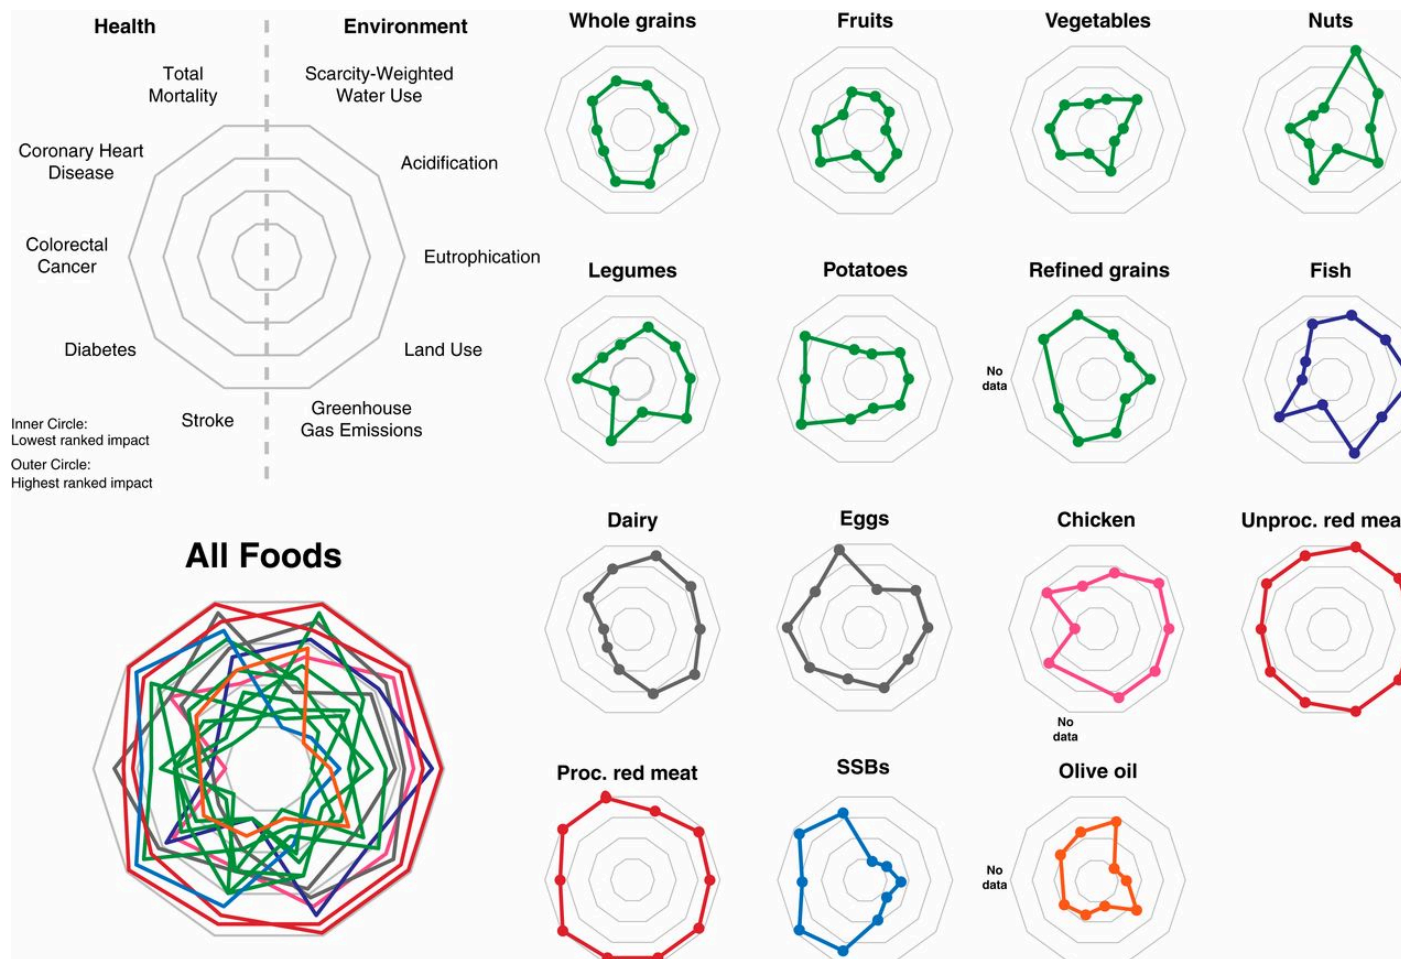 Health
Environment
Total
Mortality
Scarcity-Weighted
Water Use
Coronary Heart
Disease
Acidification
Colorectal
Cancer
Eutrophication
Diabetes
Land Use
Stroke
Greenhouse
Gas Emissions
Inner Circle:
Lowest ranked impact
Outer Circle:
Highest ranked impact
All Foods
Whole grains
Fruits
Vegetables
Nuts
Legumes
Potatoes
Refined grains
Fish
No
data
Dairy
Eggs
Chicken
Unproc. red mea
No
data
Proc. red meat
SSBs
Olive oil
No
data